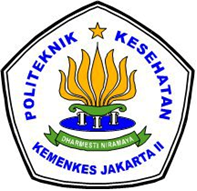 POLITEKNIK KESEHATAN
DHARMESTI NIRAMAYA
KEMENKES JAKARTA II